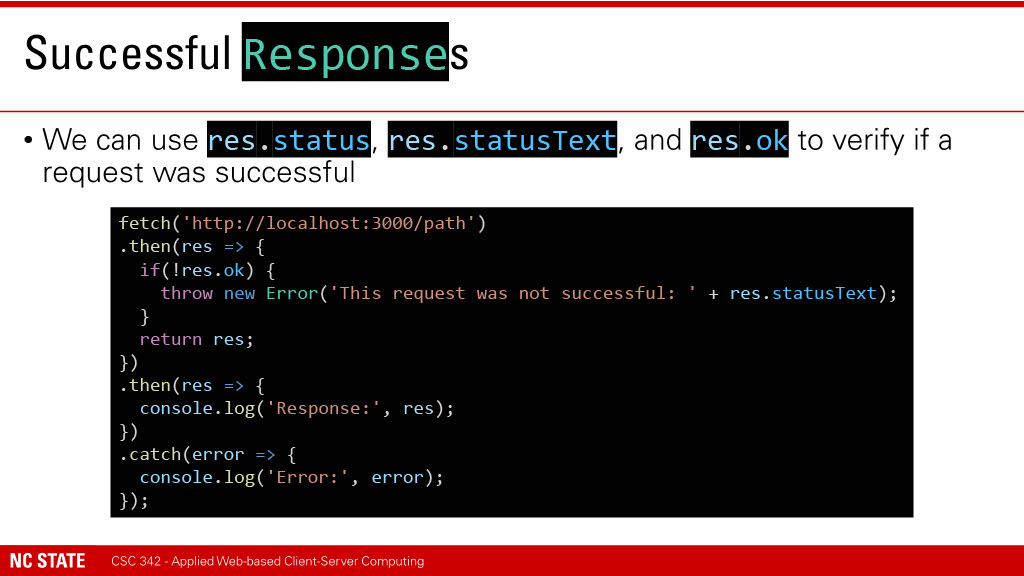 Successful Responses
• We can use res.status, res.statusText, and res.ok to verify if a
request was successful
fetch('http://localhost:3000/path')
.then(res => {
  if(!res.ok) {
    throw new Error('This request was not successful: ' + res.statusText);
  }
  return res;
})
.then(res => {
  console.log('Response:', res);
})
.catch(error => {
  console.log('Error:', error);
});
NC STATE CSC 342 - Applied Web-based Client-Server Computing